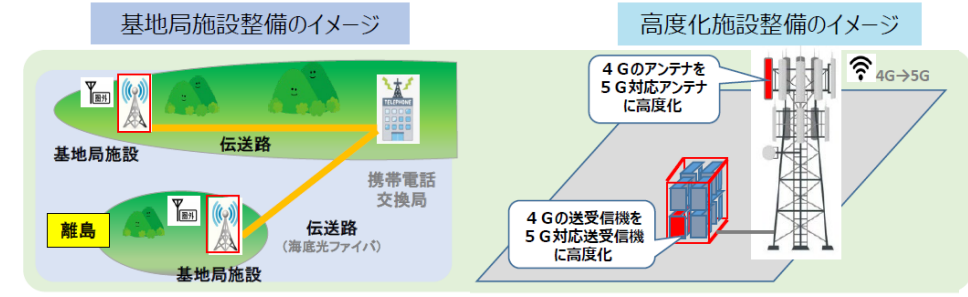 基地局施設整備のイメージ
高度化施設整備のイメージ
圏外
基地局施設
伝送路
TELEPHONE
携帯電話
交換局
離島
圏外
基地局施設
伝送路
（海底光ファイバ）
４Ｇのアンテナを
５Ｇ対応アンテナ
に高度化
4G→5G
４Ｇの送受信機を
５Ｇ対応送受信機
に高度化